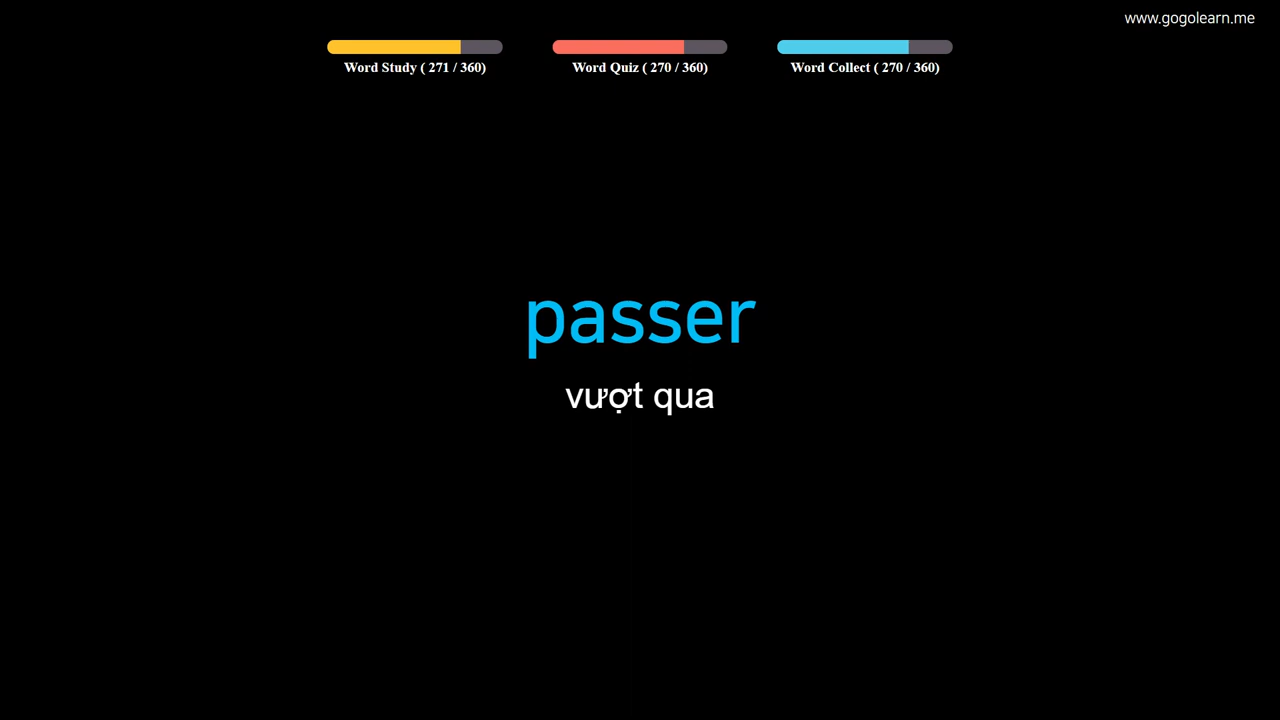 www.gogolearn.me
Word Study ( 271 / 360)
Word Quiz ( 270 / 360)
Word Collect ( 270 / 360)
passer
vượt qua